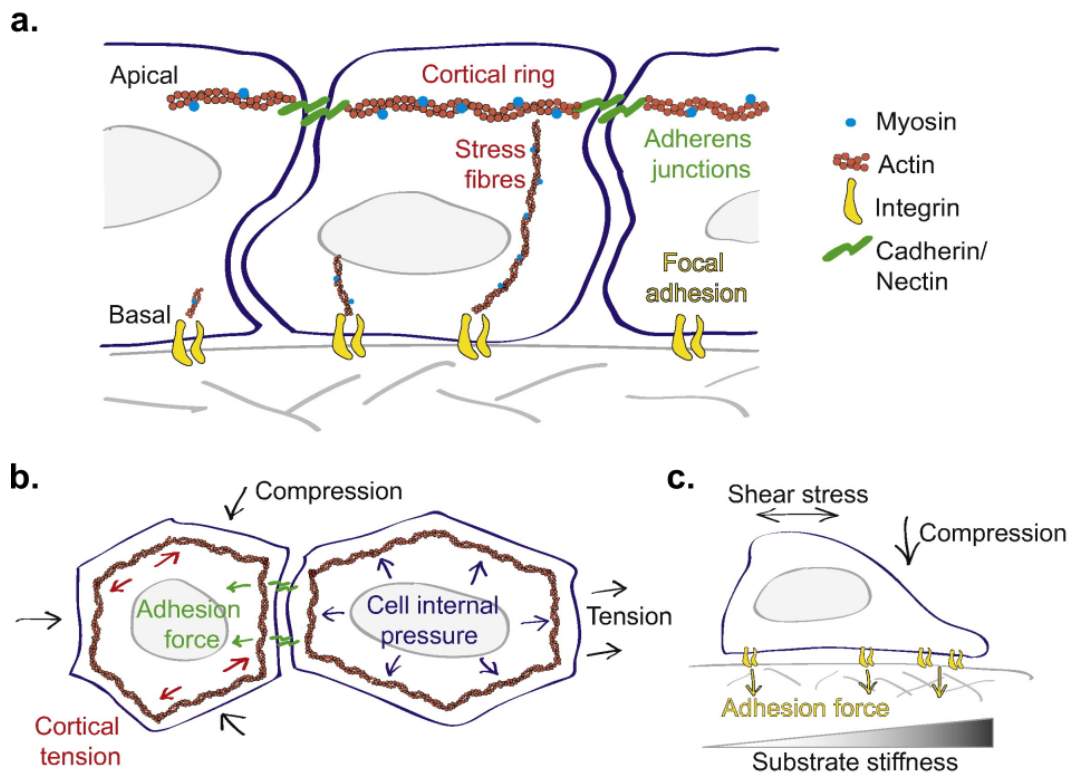 a.
Apical
Cortical ring
Stress
fibres
Adherens
junctions
Focal
adhesion
Basal
Myosin
Actin
Integrin
Cadherin/
Nectin
b.
Compression
Adhesion
force
Cell internal
pressure
Tension
Cortical
tension
c.
Shear stress
Compression
Adhesion force
Substrate stiffness